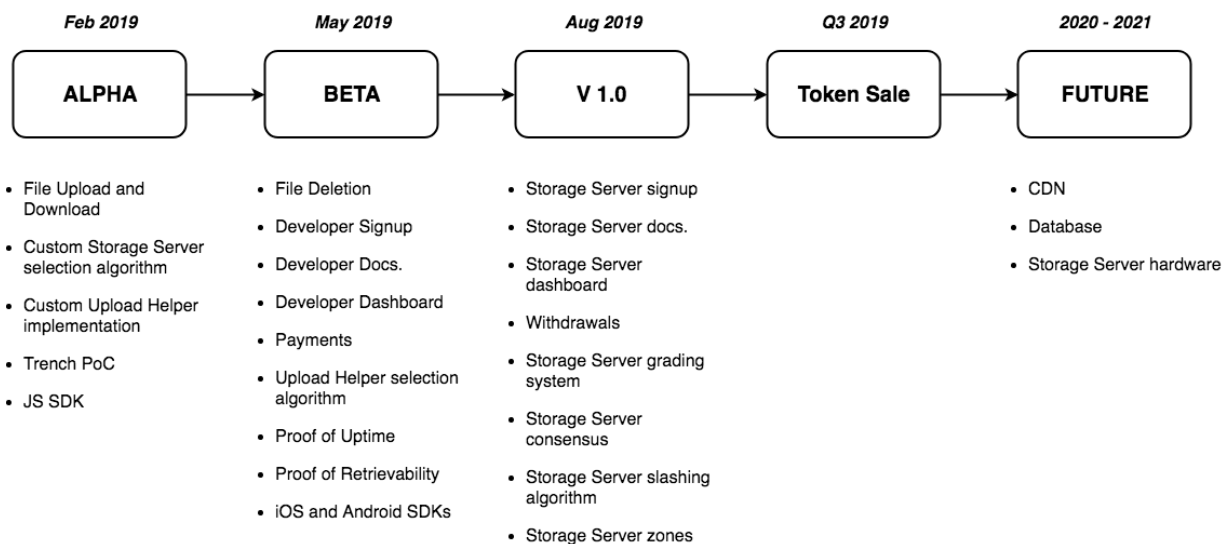 Feb 2019
May 2019
Aug 2019
Q3 2019
2020 - 2021
ALPHA
BETA
V 1.0
Token Sale
FUTURE
• File Upload and
Download
• Custom Storage Server
selection algorithm
• Custom Upload Helper
implementation
• Trench PoC
• JS SDK
• File Deletion
• Developer Signup
• Developer Docs.
• Developer Dashboard
• Payments
• Upload Helper selection
algorithm
• Proof of Uptime
• Proof of Retrievability
• iOS and Android SDKs
• Storage Server signup
• Storage Server docs.
• Storage Server
dashboard
• Withdrawals
• Storage Server grading
system
• Storage Server
consensus
• Storage Server slashing
algorithm
• Storage Server zones
• CDN
• Database
• Storage Server hardware